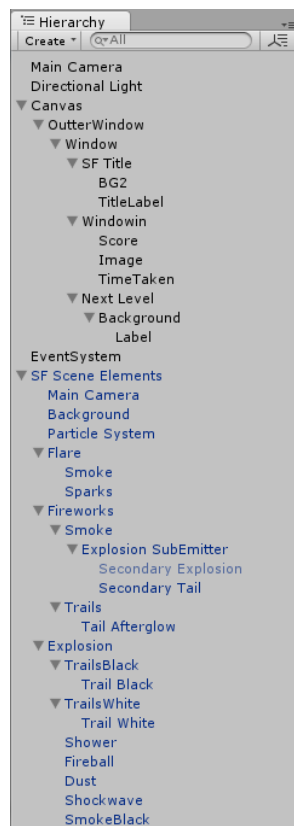 Hierarchy
Create All
Main Camera
Directional Light
Canvas
OutterWindow
Window
SF Title
BG2
TitleLabel
Windowin
Score
Image
TimeTaken
Next Level
Background
Label
EventSystem
SF Scene Elements
Main Camera
Background
Particle System
Flare
Smoke
Sparks
Fireworks
Smoke
Explosion SubEmitter
Secondary Explosion
Secondary Tail
Trails
Tail Afterglow
Explosion
TrailsBlack
Trail Black
TrailsWhite
Trail White
Shower
Fireball
Dust
Shockwave
SmokeBlack